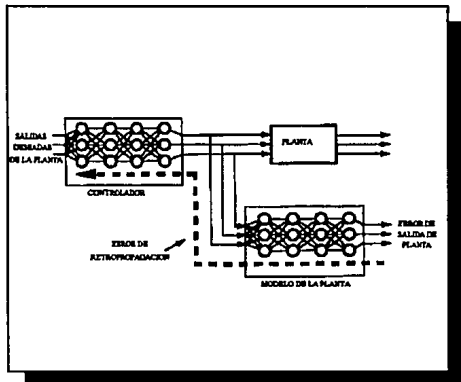 SALIDAS
DESEADAS
DE LA PLANTA
CONTROLADOR
PLANTA
ERROR DE
RETROPROPAGACION
ERROR DE
SALIDA DE
PLANTA
MODELO DE LA PLANTA